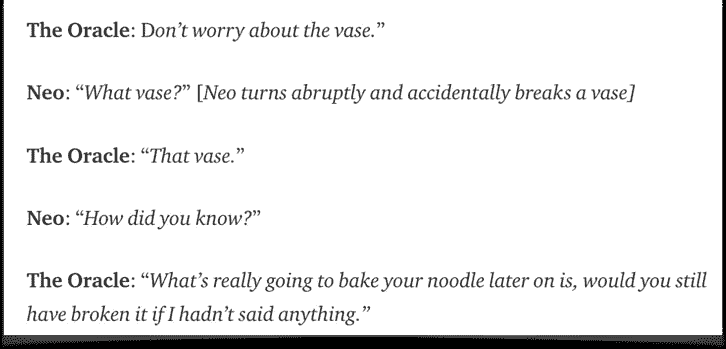 The Oracle: Don’t worry about the vase.”
Neo: “What vase?” [Neo turns abruptly and accidentally breaks a vase]
The Oracle: “That vase.”
Neo: “How did you know?”
The Oracle: “What’s really going to bake your noodle later on is, would you still
have broken it if I hadn’t said anything.”